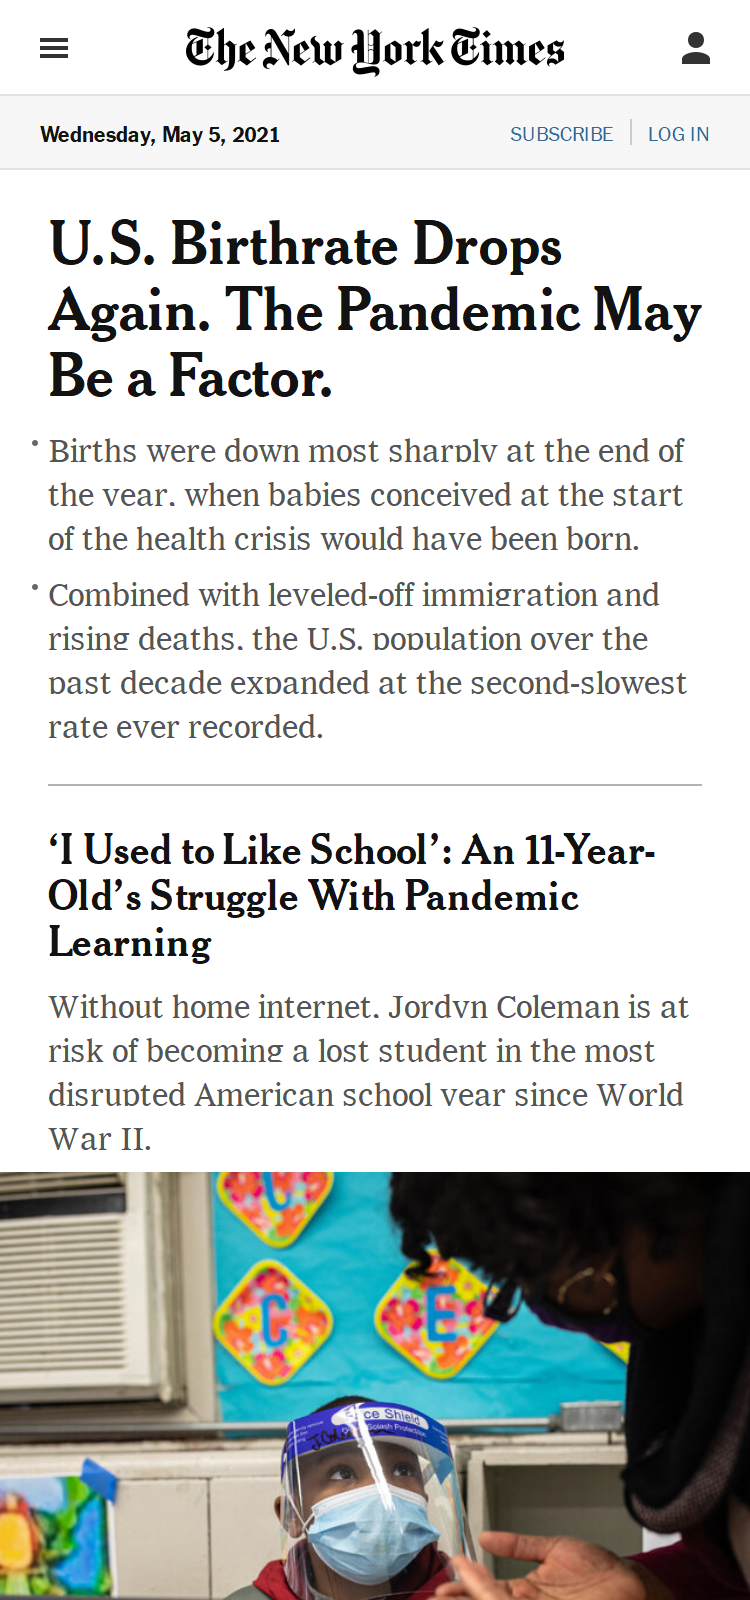 The New York Times
Wednesday, May 5, 2021
SUBSCRIBE
LOG IN
U.S. Birthrate Drops
Again. The Pandemic May
Be a Factor.
• Births were down most sharply at the end of
the year, when babies conceived at the start
of the health crisis would have been born.
• Combined with leveled-off immigration and
rising deaths, the U.S. population over the
past decade expanded at the second-slowest
rate ever recorded.
‘I Used to Like School’: An 11-Year-
Old’s Struggle With Pandemic
Learning
Without home internet, Jordyn Coleman is at
risk of becoming a lost student in the most
disrupted American school year since World
War II.
C
E
Shield
Splash Protection